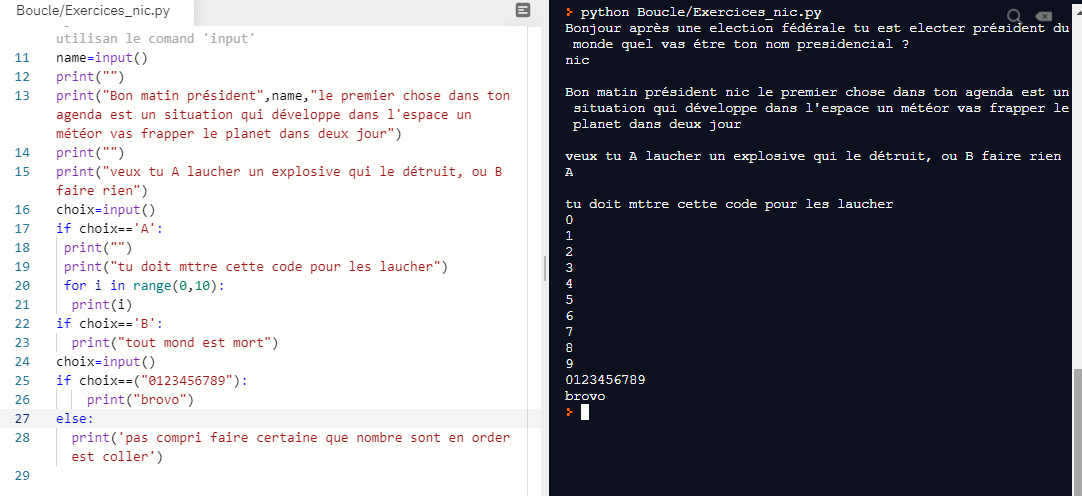 Boucle/Exercices_nic.py
utilisan le comand 'input'
11 name=input()
12 print("")
13 print("Bon matin président",name,"le premier chose dans ton
agenda est un situation qui développe dans l'espace un
météor vas frapper le planet dans deux jour")
14 print("")
15 print("veux tu A laucher un explosive qui le détruit, ou B
faire rien")
16 choix=input()
17 if choix=='A':
18 print("")
19 print("tu doit mttre cette code pour les laucher")
20 for i in range(0,10):
21 print(i)
22 if choix=='B':
23 print("tout mond est mort")
24 choix=input()
25 if choix==("0123456789"):
26 print("brovo")
27 else:
28 print('pas compri faire certaine que nombre sont en order
est coller')
29
> python Boucle/Exercices_nic.py
Bonjour après une election fédérale tu est electer président du
monde quel vas étre ton nom presidencial ?
nic
Bon matin président nic le premier chose dans ton agenda est un
situation qui développe dans l'espace un météor vas frapper le
planet dans deux jour
veux tu A laucher un explosive qui le détruit, ou B faire rien
A
tu doit mttre cette code pour les laucher
0
1
2
3
4
5
6
7
8
9
0123456789
brovo
>